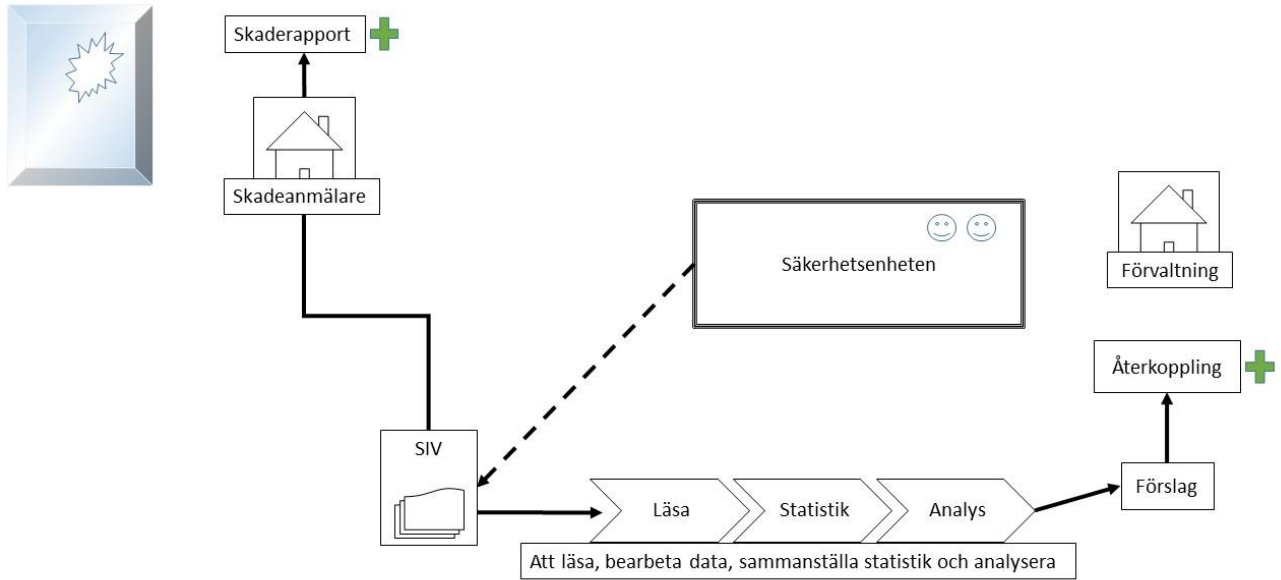 Skaderapport
Skadeanmälare
Säkerhetsenheten
Förvaltning
Återkoppling
SIV
Förslag
Läsa
Statistik
Analys
Att läsa, bearbeta data, sammanställa statistik och analysera